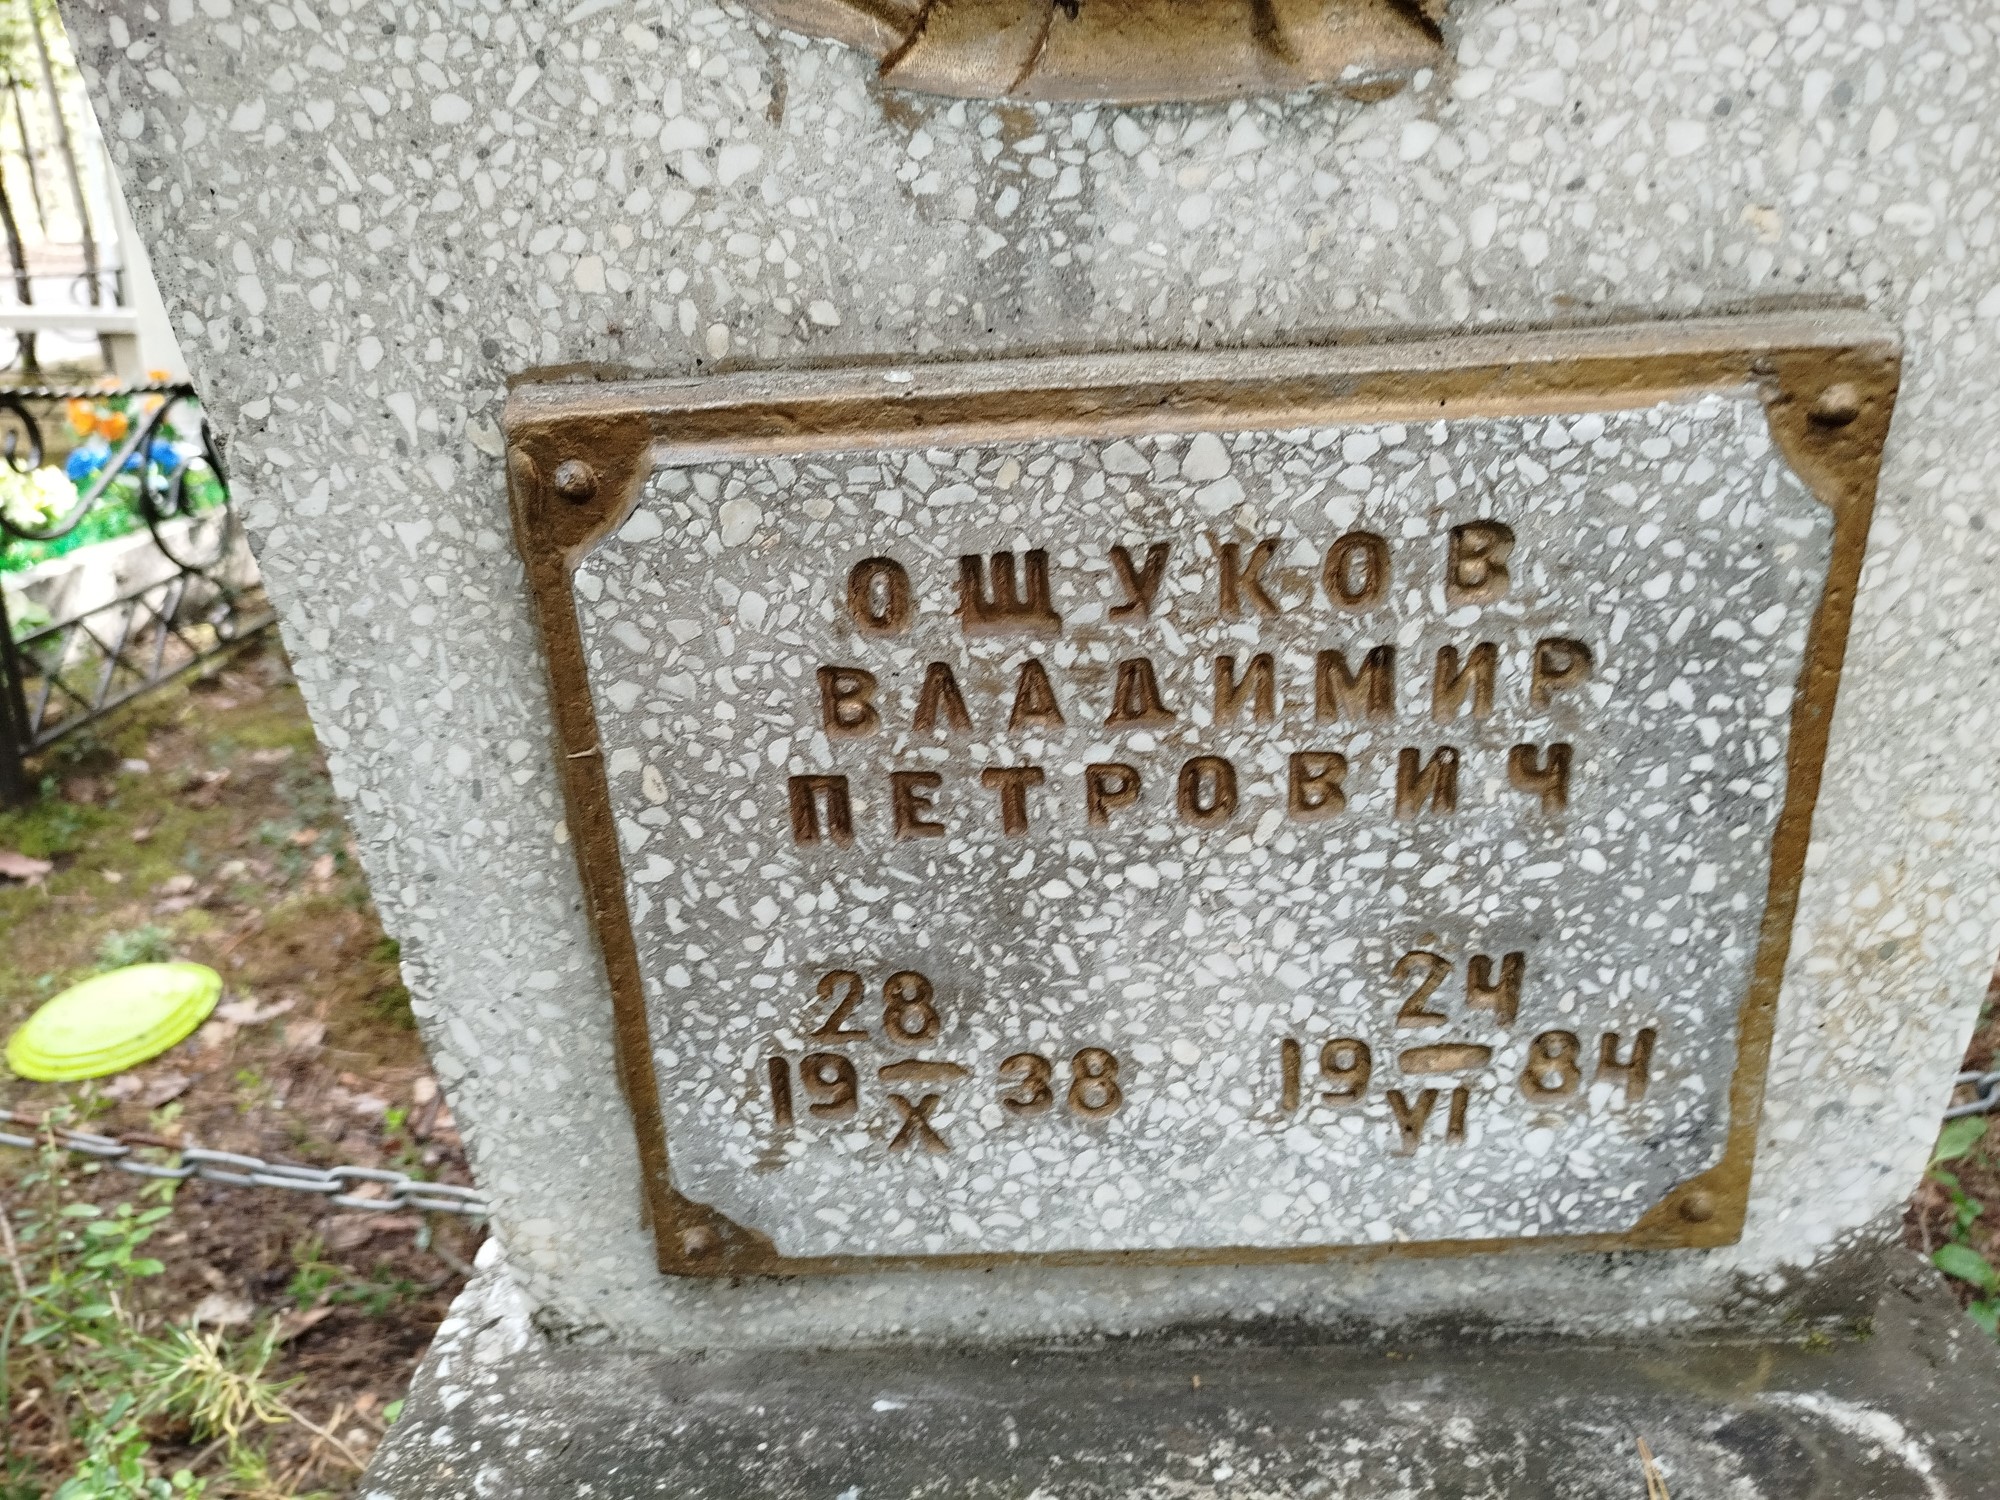 ОЩУКОВ
ВЛАДИМИР
ПЕТРОВИЧ
19 28/X 38 19 24/VI 84